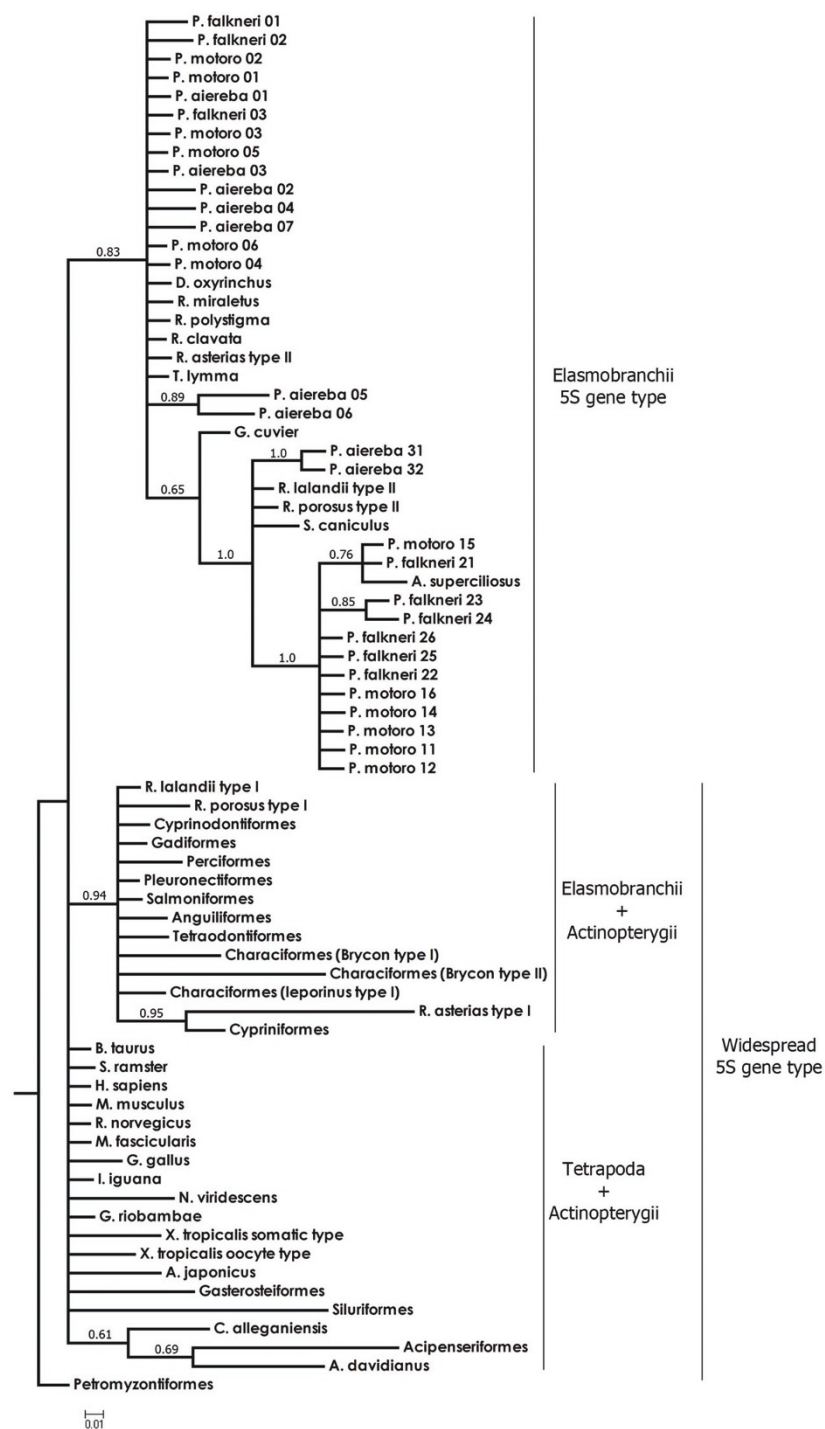 P. falkneri 01
P. falkneri 02
P. motoro 02
P. motoro 01
P. aiereba 01
P. falkneri 03
P. motoro 03
P. motoro 05
P. aiereba 03
P. aiereba 02
P. aiereba 04
P. aiereba 07
P. motoro 06
0.83
P. motoro 04
D. oxyrinchus
R. miraletus
R. polystigma
R. clavata
R. asterias type II
T. lymma
Elasmobranchii
5S gene type
0.89
P. aiereba 05
P. aiereba 06
G. cuvier
1.0
P. aiereba 31
P. aiereba 32
0.65
R. lalandii type II
R. porosus type II
S. caniculus
P. motoro 15
1.0
0.76
P. falkneri 21
A. superciliosus
P. falkneri 23
0.85
P. falkneri 24
P. falkneri 26
1.0
P. falkneri 25
P. falkneri 22
P. motoro 16
P. motoro 14
P. motoro 13
P. motoro 11
P. motoro 12
R. lalandii type I
R. porosus type I
Cyprinodontiformes
Gadiformes
Perciformes
Pleuronectiformes
0.94
Salmoniformes
Anguiliformes
Tetraodontiformes
Characiformes (Brycon type I)
Characiformes (Brycon type II)
Characiformes (leporinus type I)
0.95
R. asterias type I
Cypriniformes
Elasmobranchii
+
Actinopterygii
Widespread
5S gene type
B. taurus
S. ramster
H. sapiens
M. musculus
R. norvegicus
M. fascicularis
G. gallus
I. iguana
N. viridescens
G. riobambae
X. tropicalis somatic type
X. tropicalis oocyte type
A. japonicus
Gasterosteiformes
Siluriformes
0.61
C. alleganiensis
0.69
Acipenseriformes
A. davidianus
Tetrapoda
+
Actinopterygii
Petromyzontiformes
0.01